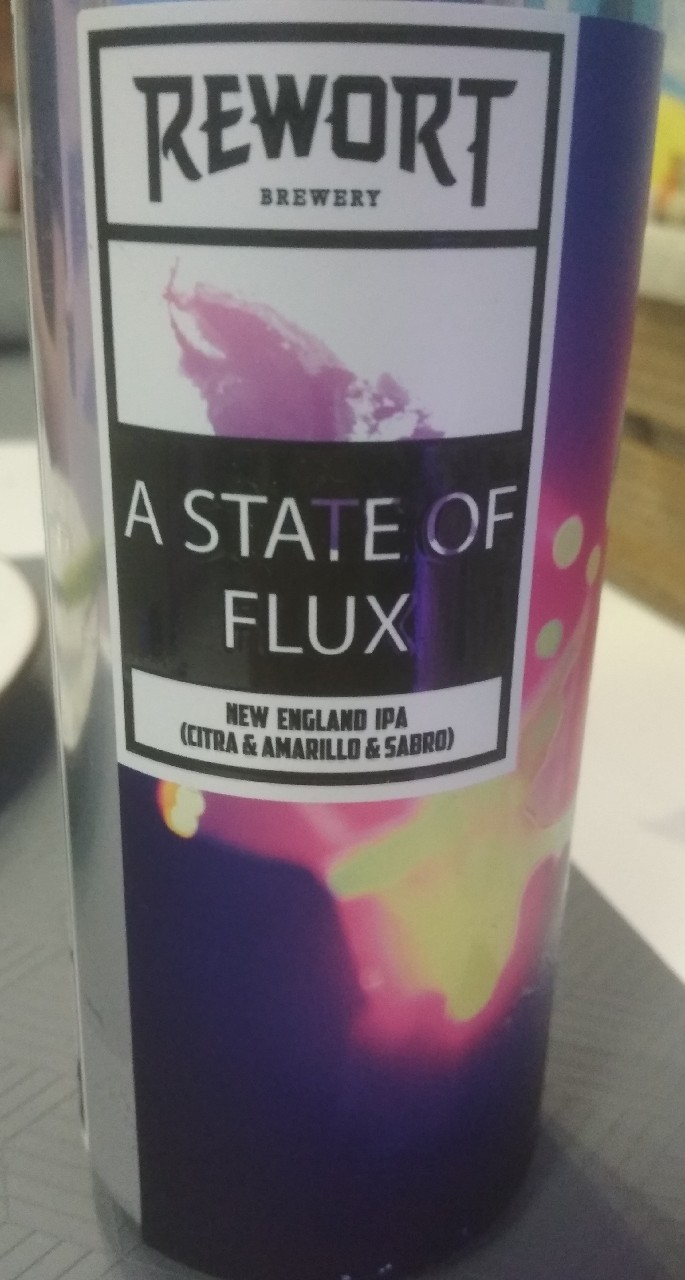 REWORT
BREWERY
A STATE OF
FLUX
NEW ENGLAND IPA
(CITRA & AMARILLO & SABRO)